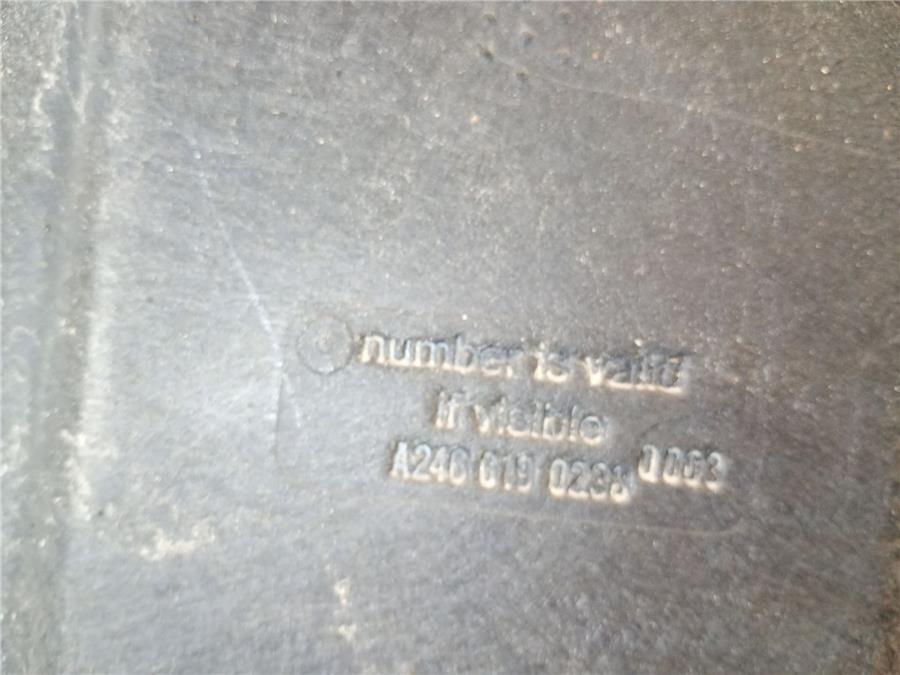 number is valid
if visible
A246 619 0238 0003